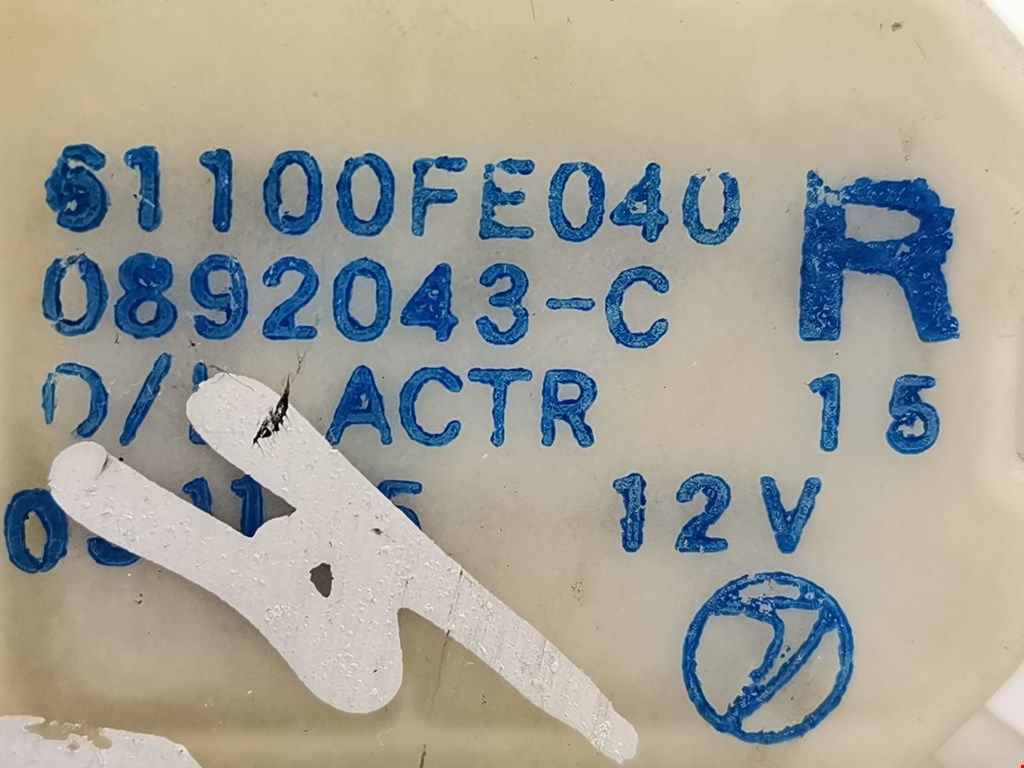 61100FE040 R
0892043-C
D/L ACTR 15
12V